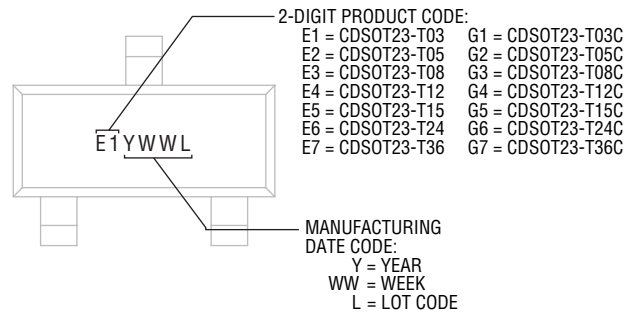 2-DIGIT PRODUCT CODE:
E1 = CDSOT23-T03 G1 = CDSOT23-T03C
E2 = CDSOT23-T05 G2 = CDSOT23-T05C
E3 = CDSOT23-T08 G3 = CDSOT23-T08C
E4 = CDSOT23-T12 G4 = CDSOT23-T12C
E5 = CDSOT23-T15 G5 = CDSOT23-T15C
E6 = CDSOT23-T24 G6 = CDSOT23-T24C
E7 = CDSOT23-T36 G7 = CDSOT23-T36C
E1YWWL
MANUFACTURING
DATE CODE:
Y = YEAR
WW = WEEK
L = LOT CODE